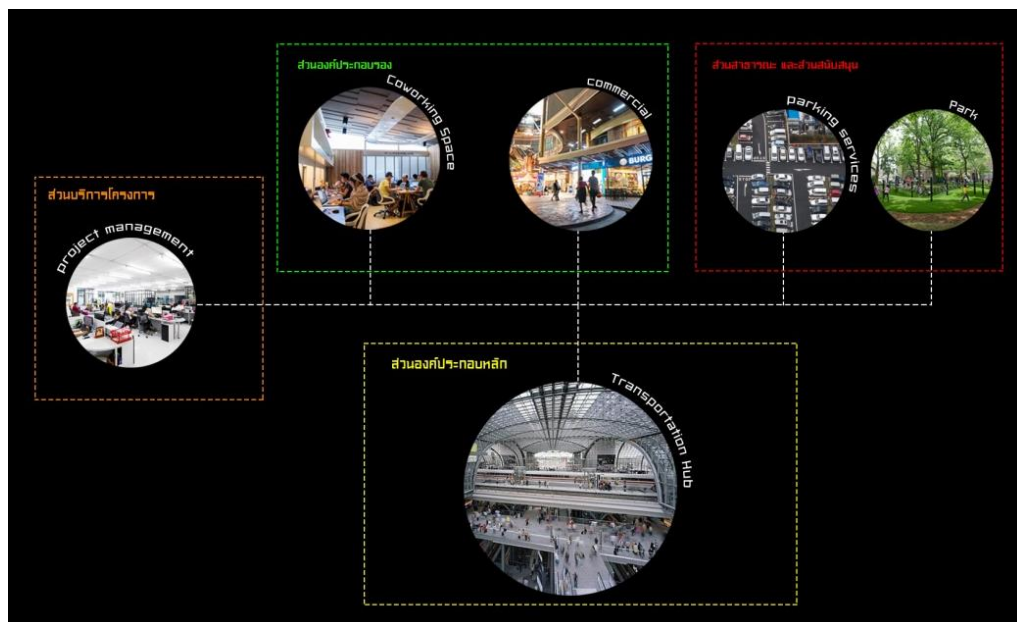 ส่วนองค์ประกอบรอง
Coworking Space
commercial
BURG
ส่วนสาธารณะ และส่วนสนับสนุน
parking services
Park
ส่วนบริการโครงการ
project management
ส่วนองค์ประกอบหลัก
Transportation Hub